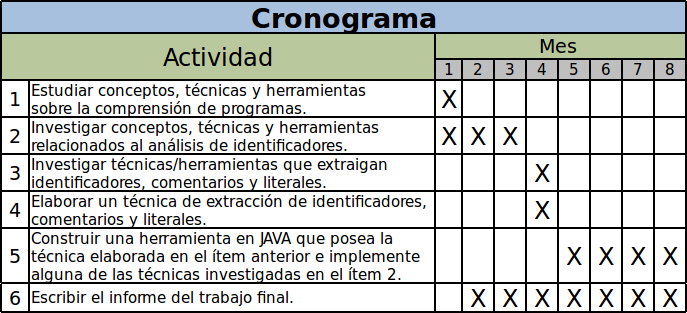 Cronograma
Actividad
Mes
1 2 3 4 5 6 7 8
1 Estudiar conceptos, técnicas y herramientas X
sobre la comprensión de programas.
2 Investigar conceptos, técnicas y herramientas X X X
relacionados al análisis de identificadores.
3 Investigar técnicas/herramientas que extraigan X
identificadores, comentarios y literales.
4 Elaborar un técnica de extracción de identificadores, X
comentarios y literales.
5 Construir una herramienta en JAVA que posea la X X X X
técnica elaborada en el ítem anterior e implemente
alguna de las técnicas investigadas en el ítem 2.
6 Escribir el informe del trabajo final. X X X X X X X